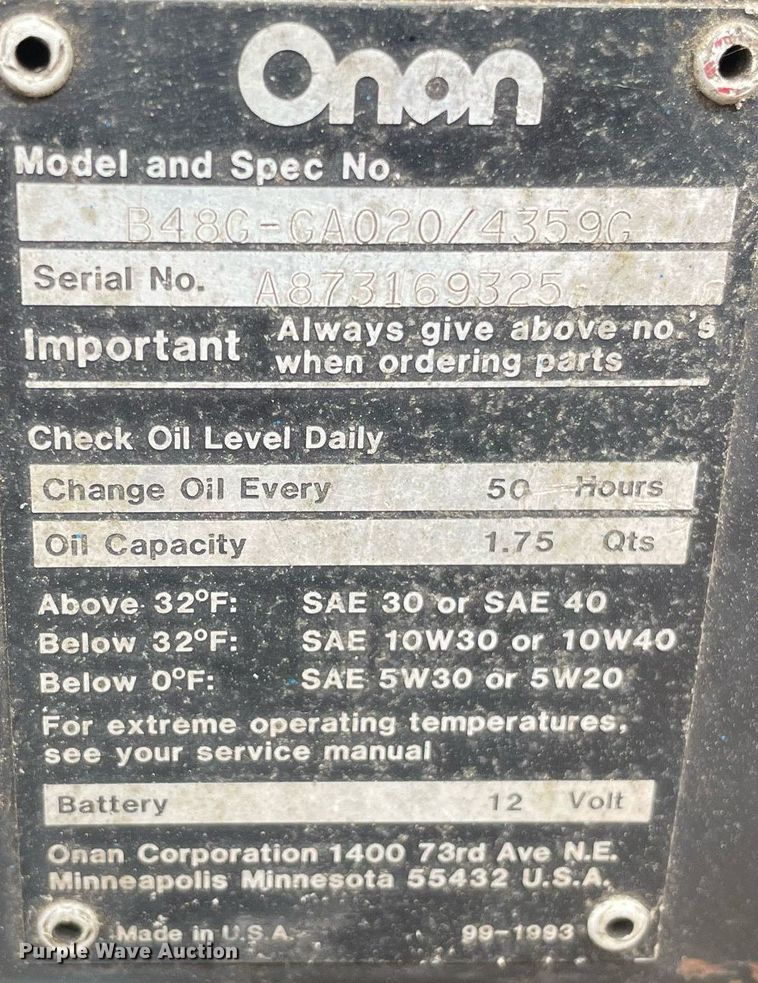 Onan
Model and Spec No.
B48G-GA020/4359G
Serial No. A873169325
Important Always give above no.'s
when ordering parts
Check Oil Level Daily
Change Oil Every 50 Hours
Oil Capacity 1.75 Qts
Above 32°F: SAE 30 or SAE 40
Below 32°F: SAE 10W30 or 10W40
Below 0°F: SAE 5W30 or 5W20
For extreme operating temperatures,
see your service manual
Battery 12 Volt
Onan Corporation 1400 73rd Ave N.E.
Minneapolis Minnesota 55432 U.S.A.
Made in U.S.A. 99-1993
Purple Wave Auction